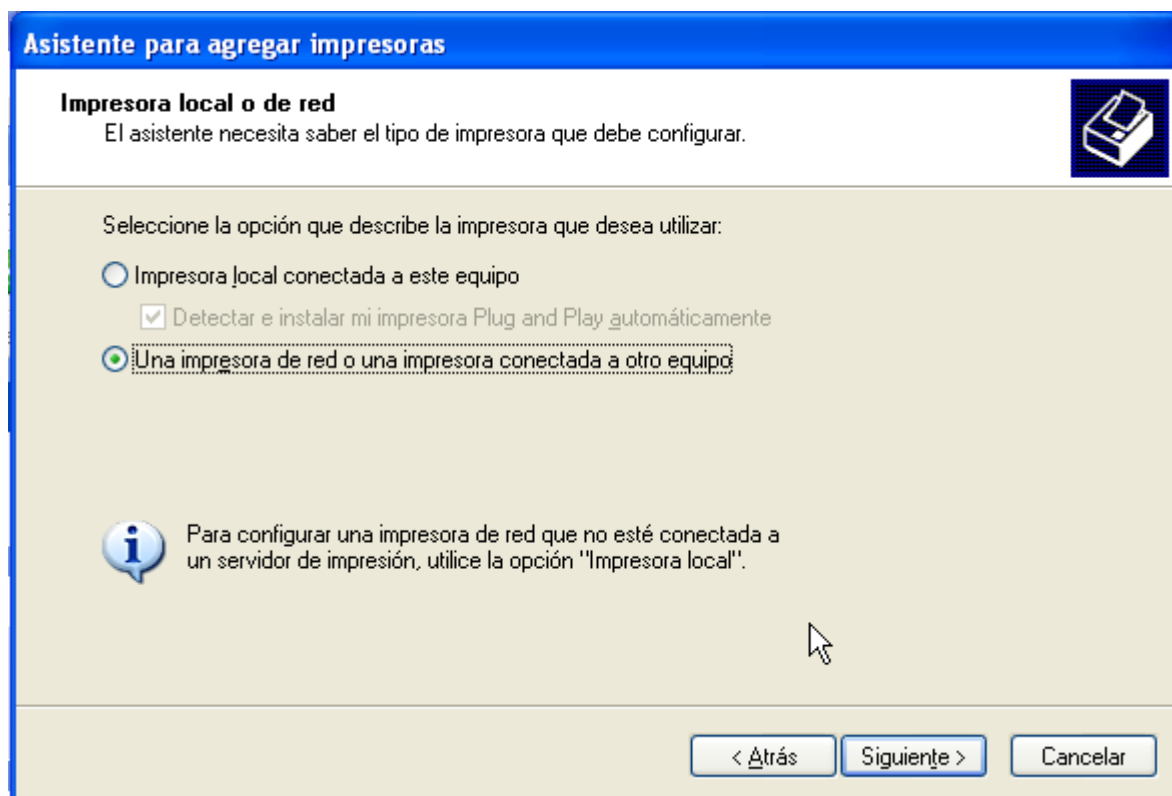 Asistente para agregar impresoras
Impresora local o de red
El asistente necesita saber el tipo de impresora que debe configurar.
Seleccione la opción que describe la impresora que desea utilizar:
Impresora local conectada a este equipo
Detectar e instalar mi impresora Plug and Play automáticamente
Una impresora de red o una impresora conectada a otro equipo
Para configurar una impresora de red que no esté conectada a
un servidor de impresión, utilice la opción "Impresora local".
< Atrás Siguiente > Cancelar